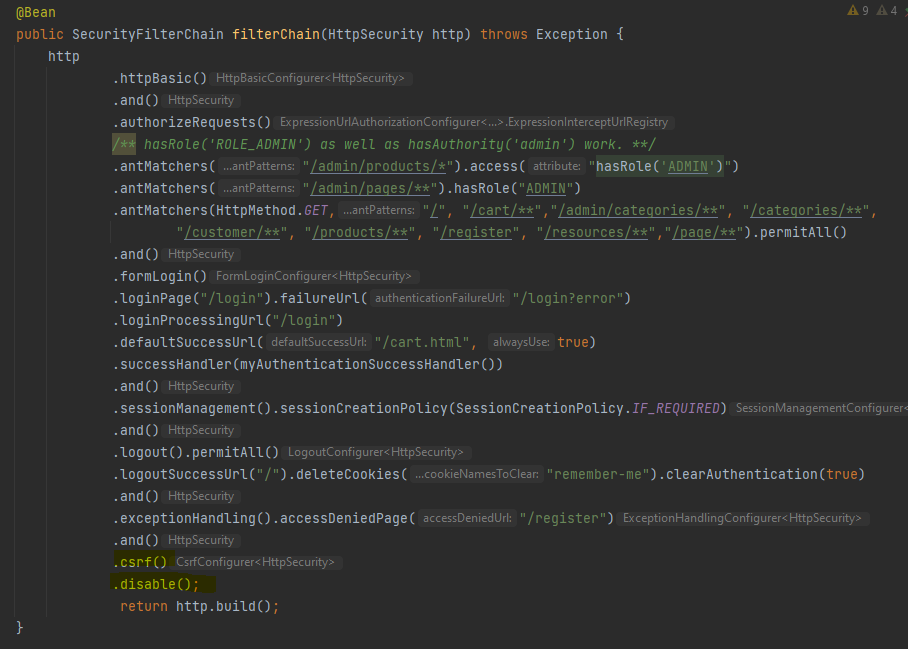 @Bean 9 4
public SecurityFilterChain filterChain(HttpSecurity http) throws Exception {
http
.httpBasic() HttpBasicConfigurer<HttpSecurity>
.and() HttpSecurity
.authorizeRequests() ExpressionUrlAuthorizationConfigurer<...>.ExpressionInterceptUrlRegistry
/** hasRole('ROLE_ADMIN') as well as hasAuthority('admin') work. **/
.antMatchers( ...antPatterns: "/admin/products/*").access( attribute: "hasRole('ADMIN')")
.antMatchers( ...antPatterns: "/admin/pages/**").hasRole("ADMIN")
.antMatchers(HttpMethod.GET, ...antPatterns: "/", "/cart/**","/admin/categories/**", "/categories/**",
"/customer/**", "/products/**", "/register", "/resources/**","/page/**").permitAll()
.and() HttpSecurity
.formLogin() FormLoginConfigurer<HttpSecurity>
.loginPage("/login").failureUrl( authenticationFailureUrl: "/login?error")
.loginProcessingUrl("/login")
.defaultSuccessUrl( defaultSuccessUrl: "/cart.html", alwaysUse: true)
.successHandler(myAuthenticationSuccessHandler())
.and() HttpSecurity
.sessionManagement().sessionCreationPolicy(SessionCreationPolicy.IF_REQUIRED) SessionManagementConfigurer<
.and() HttpSecurity
.logout().permitAll() LogoutConfigurer<HttpSecurity>
.logoutSuccessUrl("/").deleteCookies( ...cookieNamesToClear: "remember-me").clearAuthentication(true)
.and() HttpSecurity
.exceptionHandling().accessDeniedPage( accessDeniedUrl: "/register") ExceptionHandlingConfigurer<HttpSecurity>
.and() HttpSecurity
.csrf() CsrfConfigurer<HttpSecurity>
.disable();
return http.build();
}